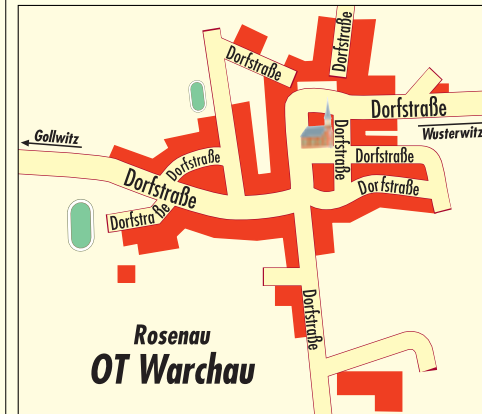 Dorfstraße
Dorfstraße
Dorfstraße
Gollwitz
Wusterwitz
Dorfstraße
Dorfstraße
Dorfstraße
Dorfstraße
Dorfstraße
Dorfstraße
Dorfstraße
Rosenau
OT Warchau